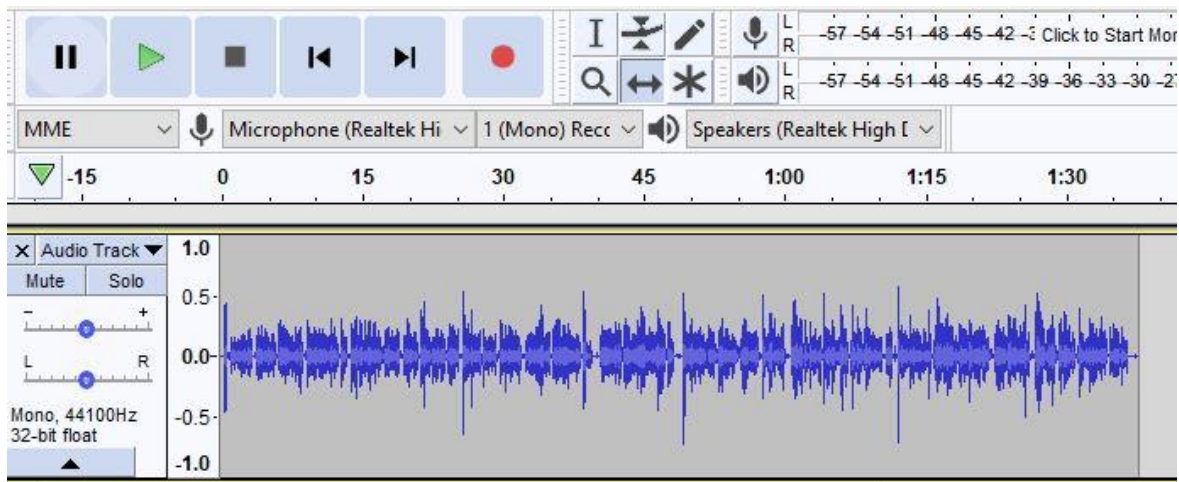 L
R
-57 -54 -51 -48 -45 -42 -3 Click to Start Mor
L
R
-57 -54 -51 -48 -45 -42 -39 -36 -33 -30 -27
MME
Microphone (Realtek Hi
1 (Mono) Recc
Speakers (Realtek High D
-15 0 15 30 45 1:00 1:15 1:30
X Audio Track
Mute Solo
- +
L R
Mono, 44100Hz
32-bit float
1.0
0.5
0.0
-0.5
-1.0